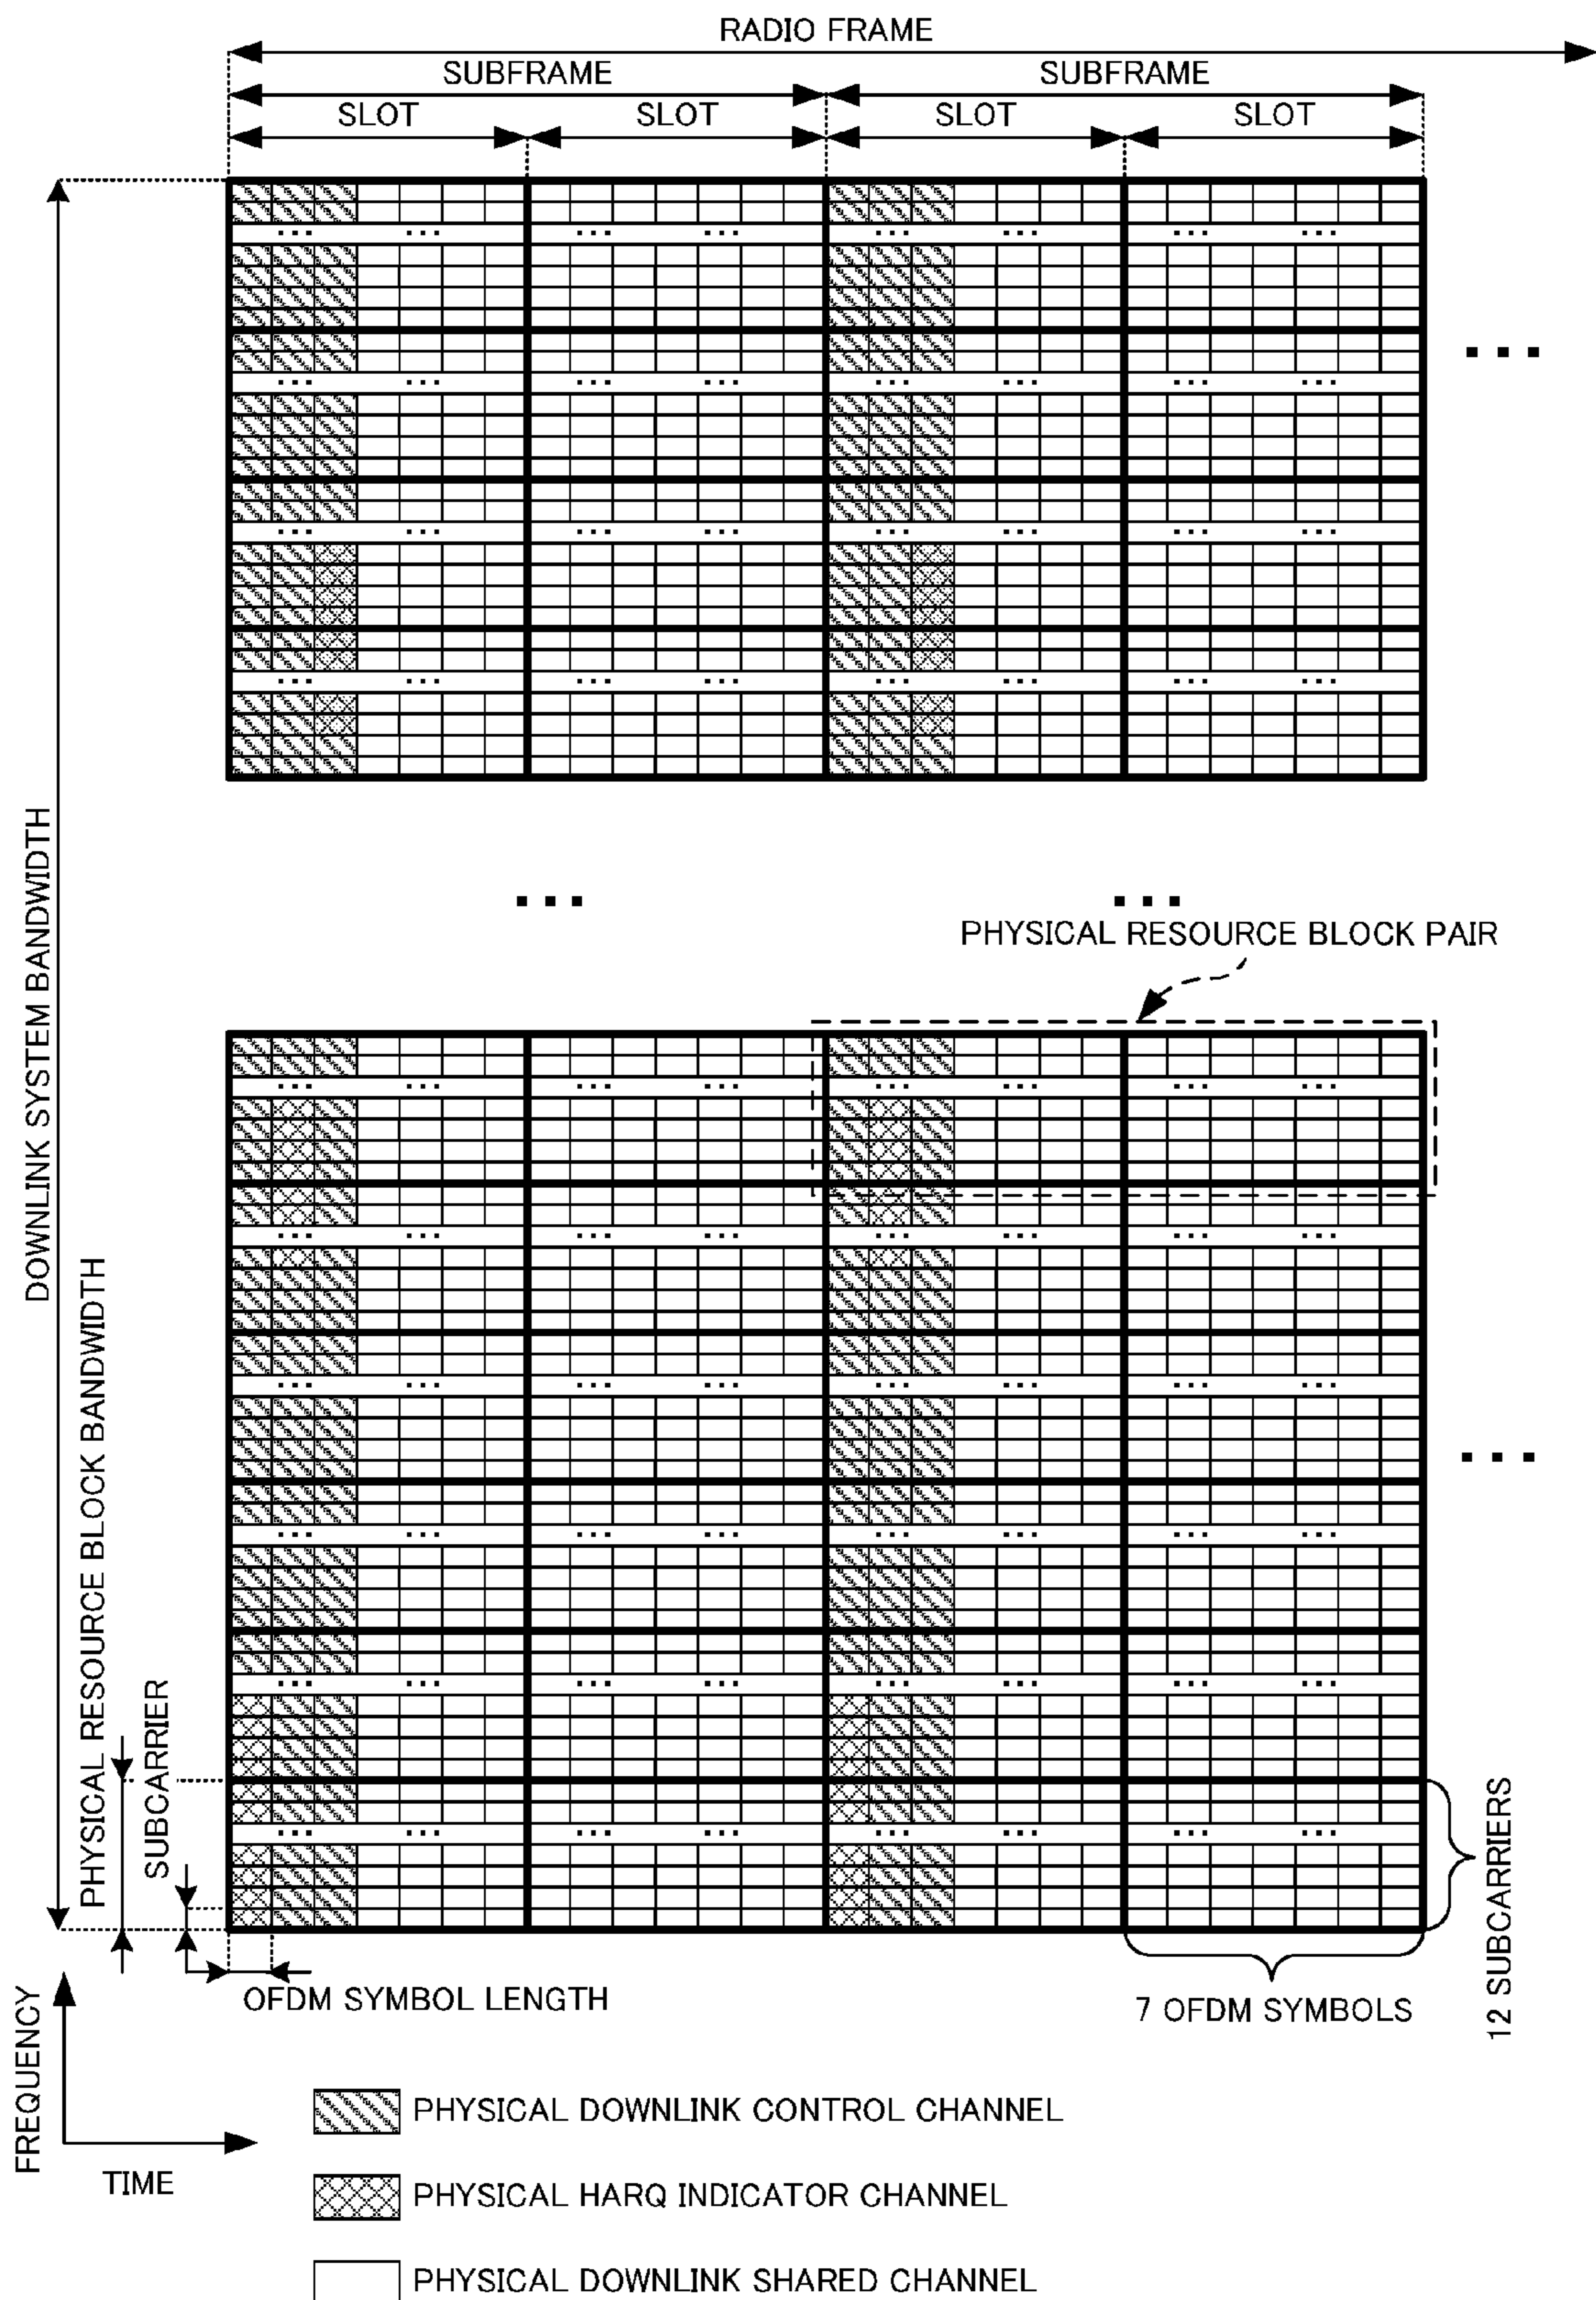 RADIO FRAME
SUBFRAME SUBFRAME
SLOT SLOT SLOT SLOT
DOWNLINK SYSTEM BANDWIDTH
PHYSICAL RESOURCE BLOCK PAIR
PHYSICAL RESOURCE BLOCK BANDWIDTH
SUBCARRIER
12 SUBCARRIERS
OFDM SYMBOL LENGTH
7 OFDM SYMBOLS
FREQUENCY
TIME
PHYSICAL DOWNLINK CONTROL CHANNEL
PHYSICAL HARQ INDICATOR CHANNEL
PHYSICAL DOWNLINK SHARED CHANNEL